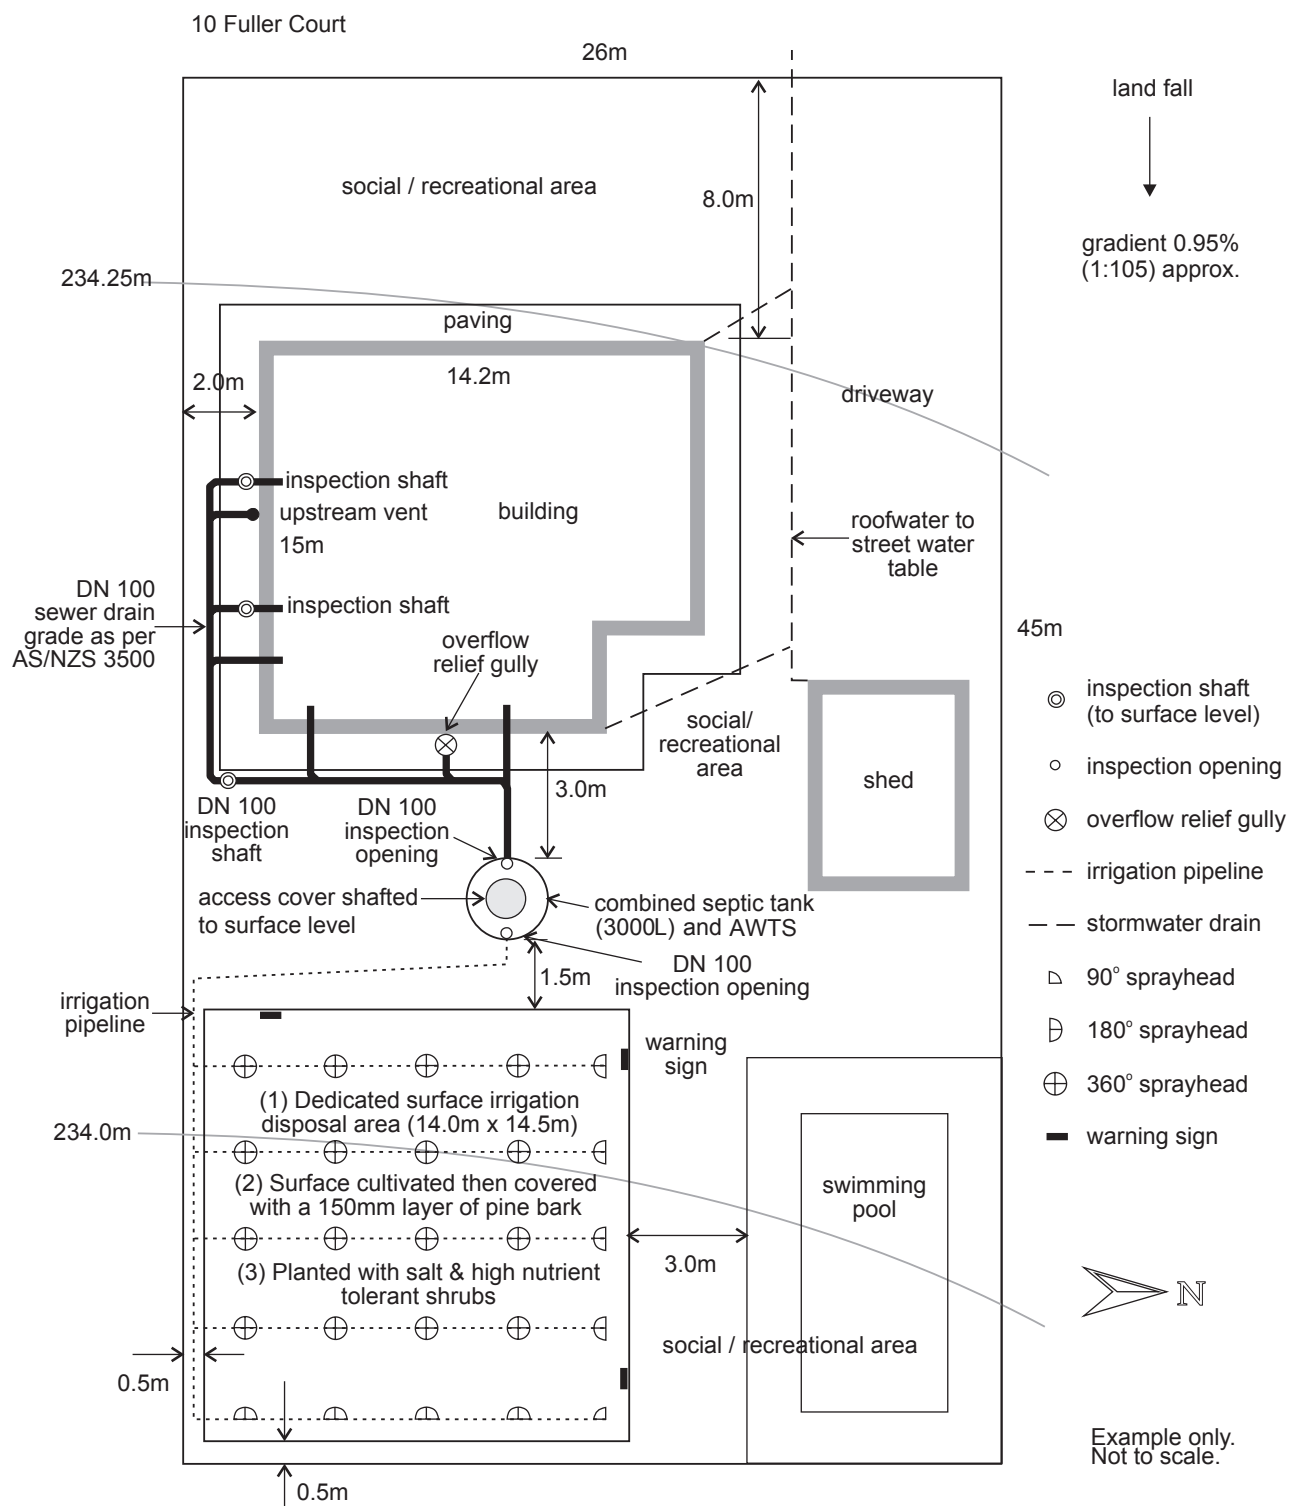 10 Fuller Court
26m
land fall
social / recreational area
8.0m
gradient 0.95%
(1:105) approx.
234.25m
paving
14.2m
2.0m
driveway
inspection shaft
upstream vent
building
15m
roofwater to
street water
table
DN 100
sewer drain
grade as per
AS/NZS 3500
inspection shaft
overflow
relief gully
45m
social/
recreational
area
shed
3.0m
DN 100
inspection
shaft
DN 100
inspection
opening
access cover shafted
to surface level
combined septic tank
(3000L) and AWTS
DN 100
inspection opening
1.5m
inspection shaft
(to surface level)
inspection opening
overflow relief gully
irrigation pipeline
stormwater drain
90° sprayhead
180° sprayhead
360° sprayhead
warning sign
irrigation
pipeline
warning
sign
(1) Dedicated surface irrigation
disposal area (14.0m x 14.5m)
234.0m
(2) Surface cultivated then covered
with a 150mm layer of pine bark
swimming
pool
(3) Planted with salt & high nutrient
tolerant shrubs
3.0m
N
social / recreational area
0.5m
0.5m
Example only.
Not to scale.